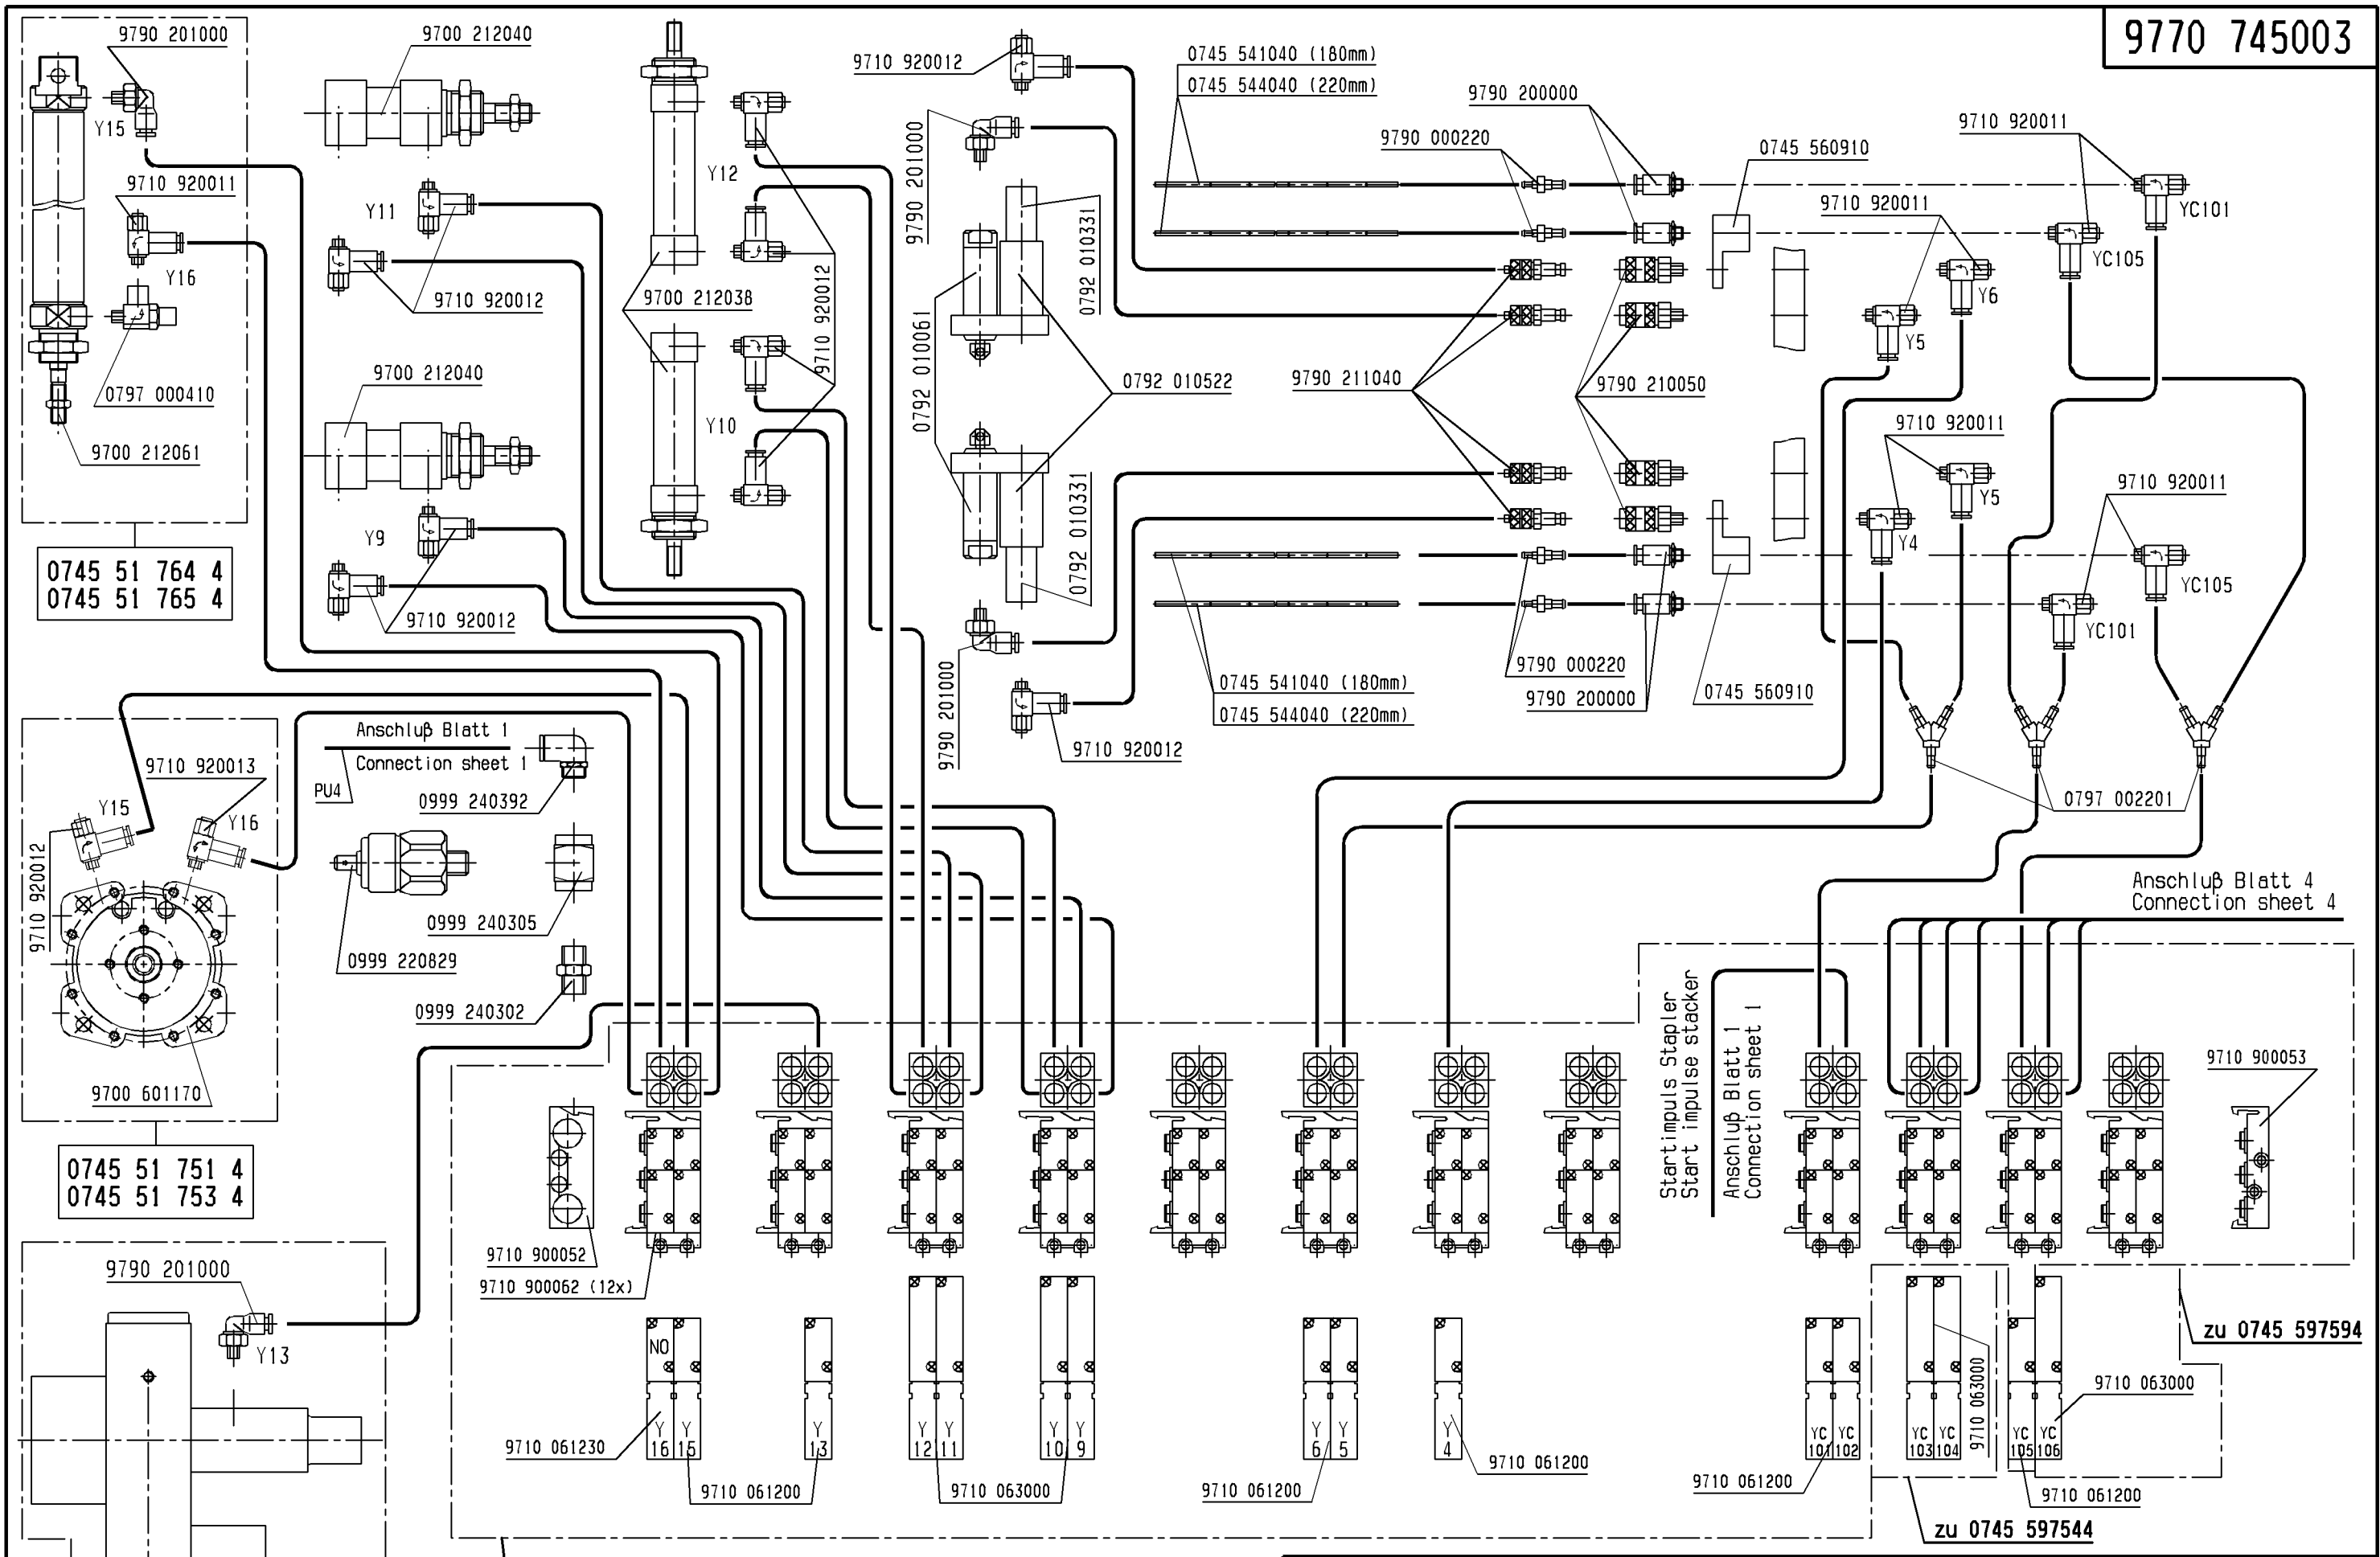 9770 745003
9790 201000
Y15
9710 920011
Y16
0797 000410
9700 212061
0745 51 764 4
0745 51 765 4
9700 212040
Y11
9710 920012
9700 212040
Y9
9710 920012
9700 212038
Y12
Y10
9710 920012
9710 920012
9790 201000
0792 010331
0792 010061
0792 010522
0792 010331
9790 201000
9710 920012
0745 541040 (180mm)
0745 544040 (220mm)
9790 200000
9790 000220
0745 560910
9710 920011
YC101
9710 920011
YC105
Y6
Y5
9790 211040
9790 210050
9710 920011
Y5
Y4
9710 920011
YC105
YC101
9790 000220
9790 200000
0745 560910
0745 541040 (180mm)
0745 544040 (220mm)
0797 002201
Anschluß Blatt 1
Connection sheet 1
PU4
0999 240392
9710 920013
Y15
Y16
9710 920012
0999 240305
0999 220829
0999 240302
9700 601170
0745 51 751 4
0745 51 753 4
Anschluß Blatt 4
Connection sheet 4
Startimpuls Stapler
Start impulse stacker
Anschluß Blatt 1
Connection sheet 1
9710 900053
9710 900052
9710 900062 (12x)
9790 201000
Y13
NO
Y
16
Y
15
Y
13
Y
12
Y
11
Y
10
Y
9
Y
6
Y
5
Y
4
YC
101
YC
102
YC
103
YC
104
YC
105
YC
106
9710 061230
9710 061200
9710 063000
9710 061200
9710 061200
9710 061200
9710 063000
9710 063000
9710 061200
zu 0745 597594
zu 0745 597544